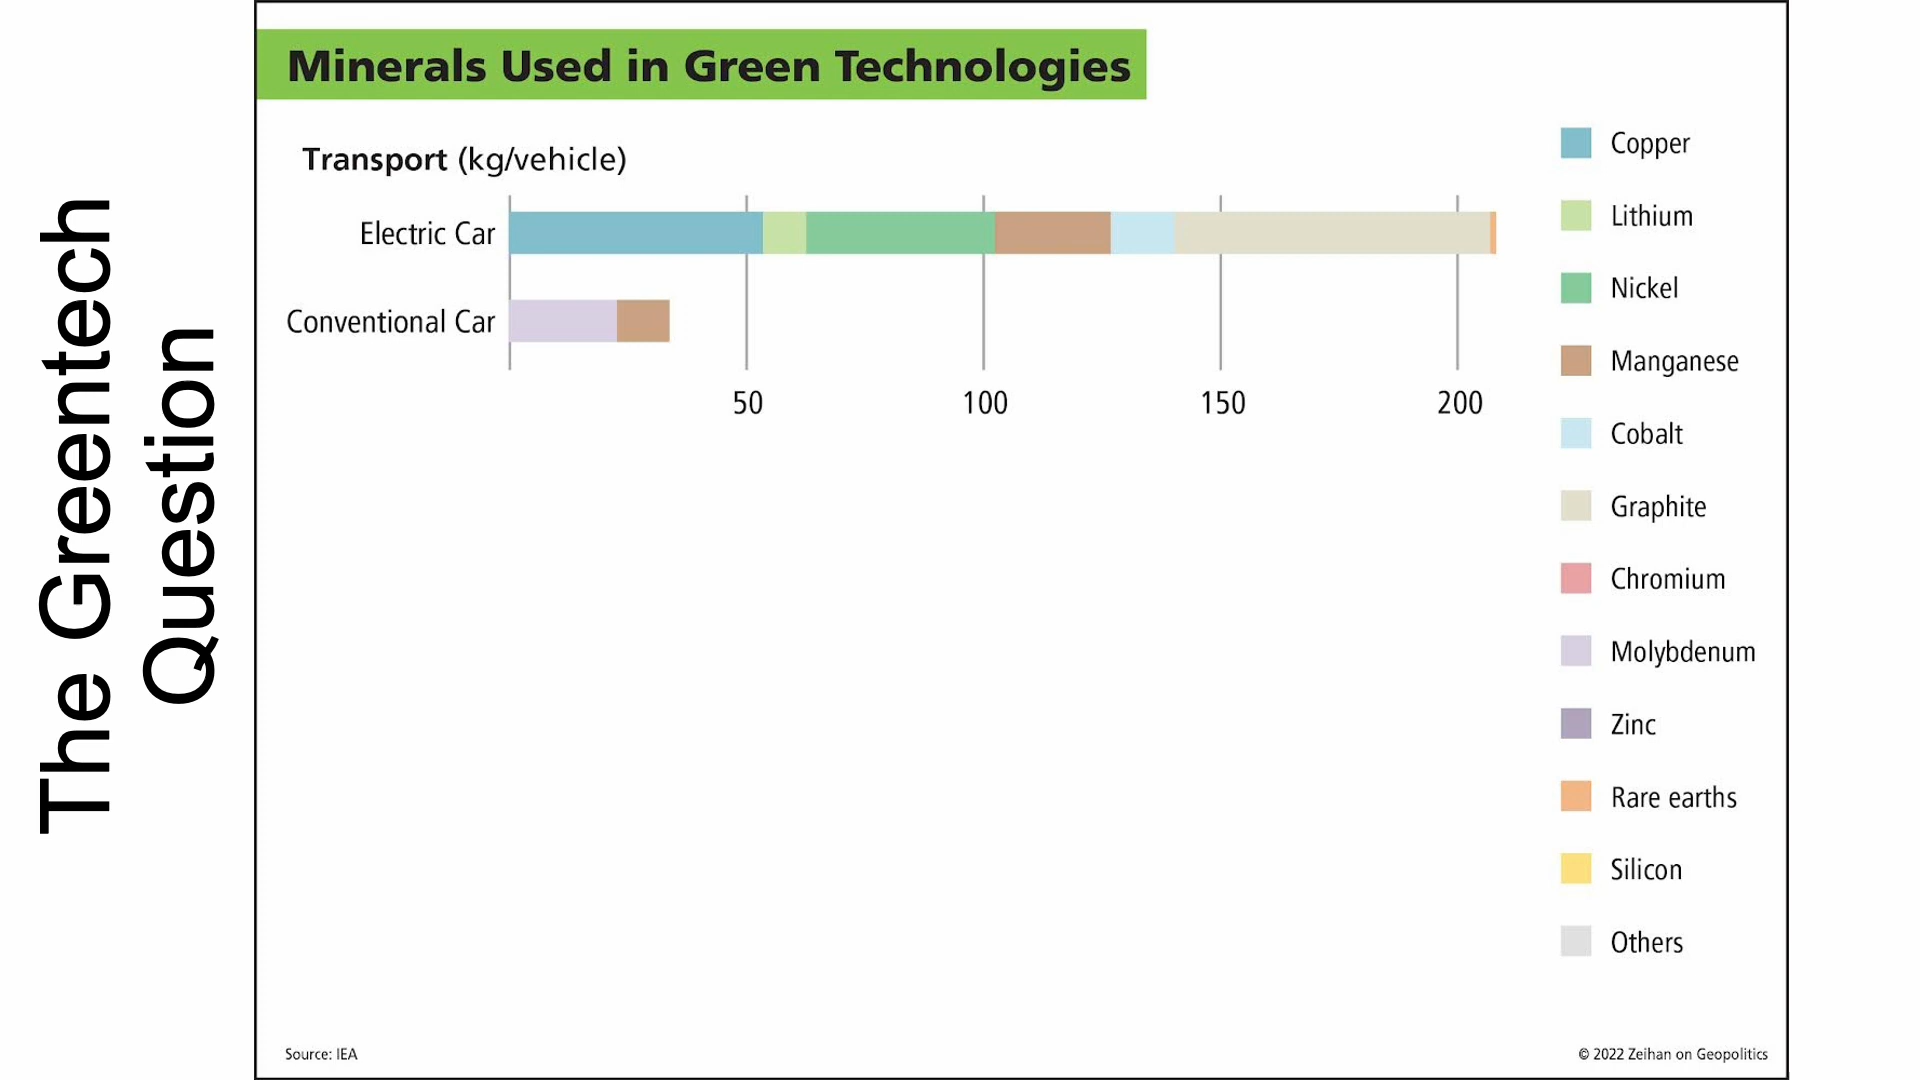 The Greentech
Question
Minerals Used in Green Technologies
Transport (kg/vehicle)
Electric Car
Conventional Car
50 100 150 200
Copper
Lithium
Nickel
Manganese
Cobalt
Graphite
Chromium
Molybdenum
Zinc
Rare earths
Silicon
Others
Source: IEA
© 2022 Zeihan on Geopolitics